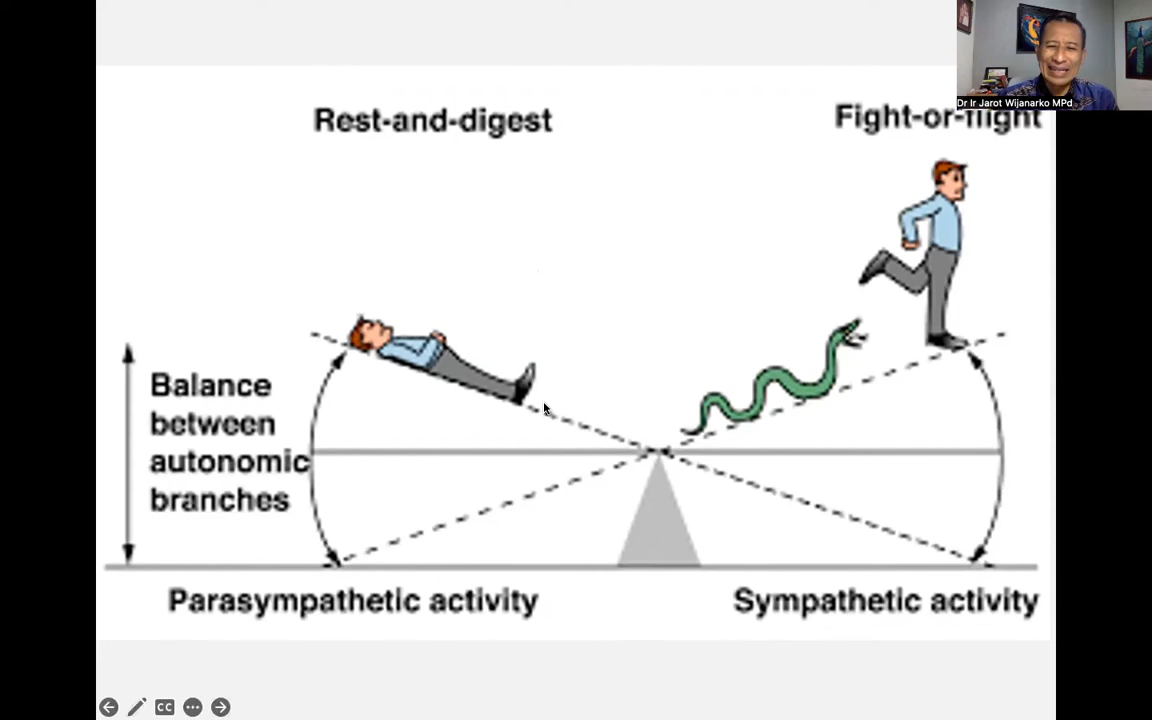 Rest-and-digest
Fight-or-flight
Dr Ir Jarot Wijanarko MPd
Balance
between
autonomic
branches
Parasympathetic activity
Sympathetic activity
CC